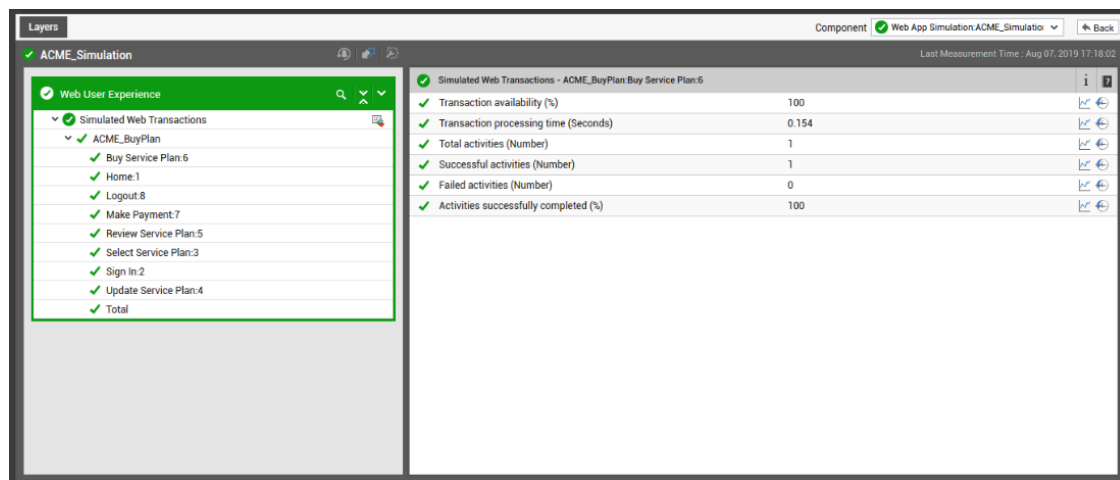 Layers
Component Web App Simulation:ACME_Simulatio
Back
ACME_Simulation
Last Measurement Time : Aug 07, 2019 17:18:02
Web User Experience
Simulated Web Transactions
ACME_BuyPlan
Buy Service Plan:6
Home:1
Logout:8
Make Payment:7
Review Service Plan:5
Select Service Plan:3
Sign In:2
Update Service Plan:4
Total
Simulated Web Transactions - ACME_BuyPlan:Buy Service Plan:6
i ?
Transaction availability (%) 100
Transaction processing time (Seconds) 0.154
Total activities (Number) 1
Successful activities (Number) 1
Failed activities (Number) 0
Activities successfully completed (%) 100